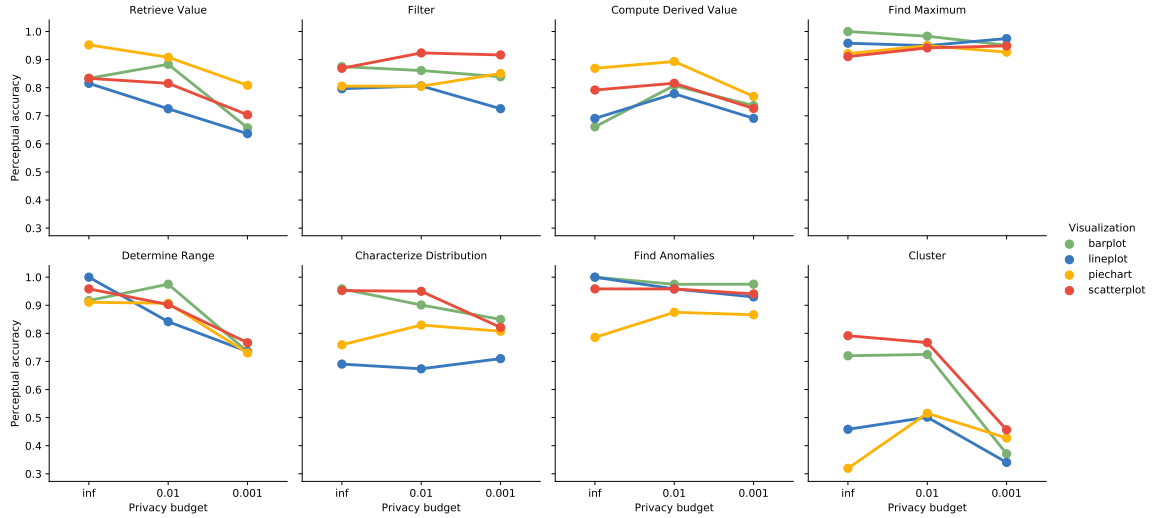 Retrieve Value
Filter
Compute Derived Value
Find Maximum
1.0
0.9
0.8
0.7
0.6
0.5
0.4
0.3
Perceptual accuracy
Determine Range
Characterize Distribution
Find Anomalies
Cluster
1.0
0.9
0.8
0.7
0.6
0.5
0.4
0.3
Perceptual accuracy
inf 0.01 0.001
inf 0.01 0.001
inf 0.01 0.001
inf 0.01 0.001
Privacy budget
Privacy budget
Privacy budget
Privacy budget
Visualization
barplot
lineplot
piechart
scatterplot